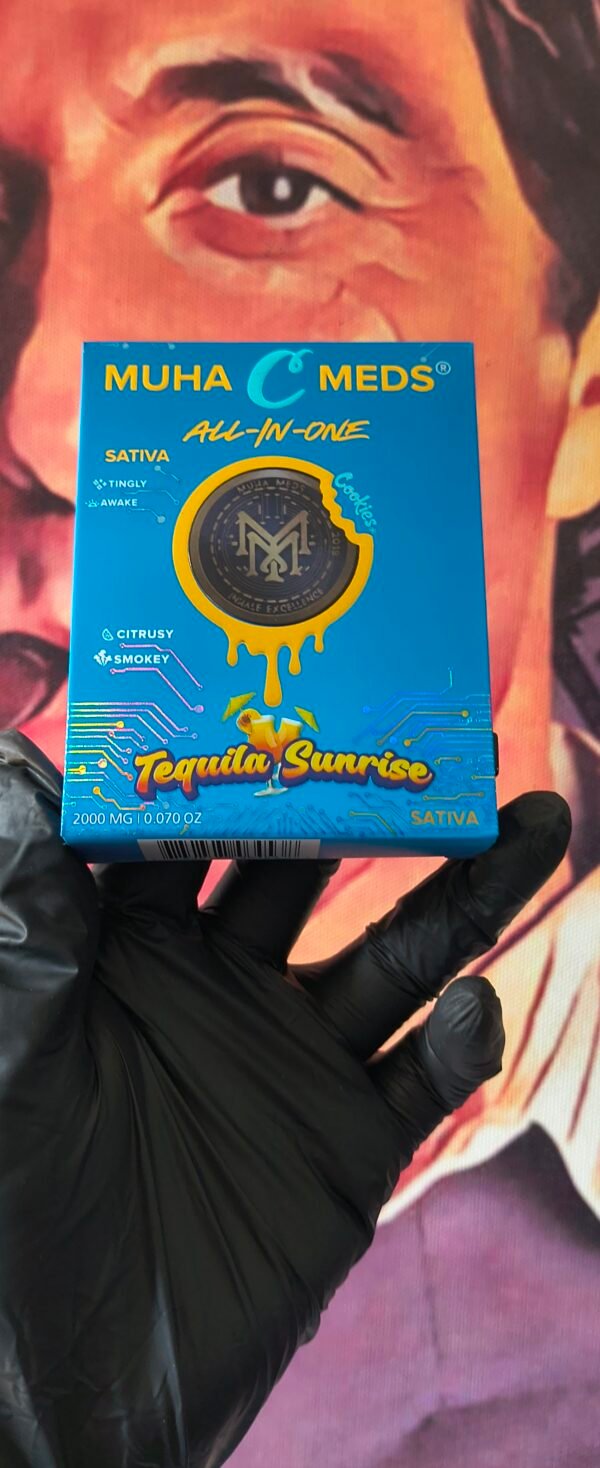 MUHA C MEDS®
ALL-IN-ONE
SATIVA
TINGLY
AWAKE
Cookies
MUHA MEDS
2018
INHALE EXCELLENCE
CITRUSY
SMOKEY
Tequila Sunrise
2000 MG | 0.070 OZ
SATIVA